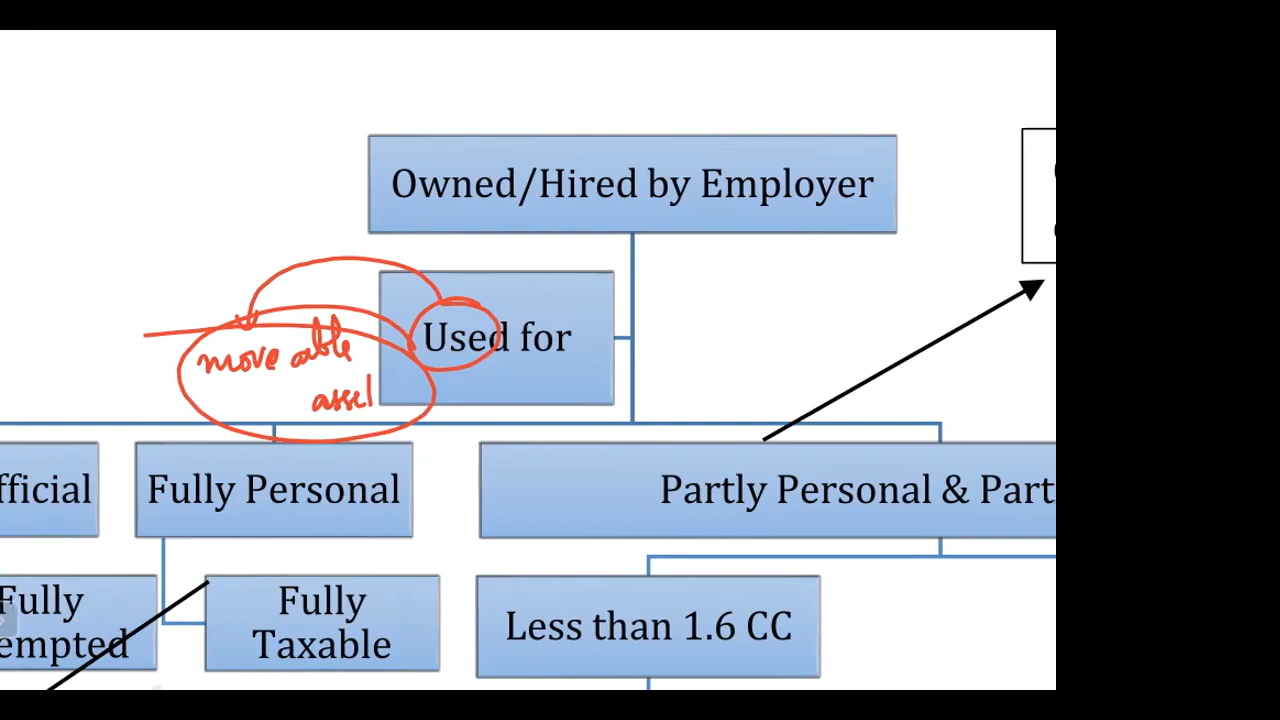 Owned/Hired by Employer
Used for
move able
assel
fficial
Fully Personal
Partly Personal & Part
Fully
empted
Fully
Taxable
Less than 1.6 CC